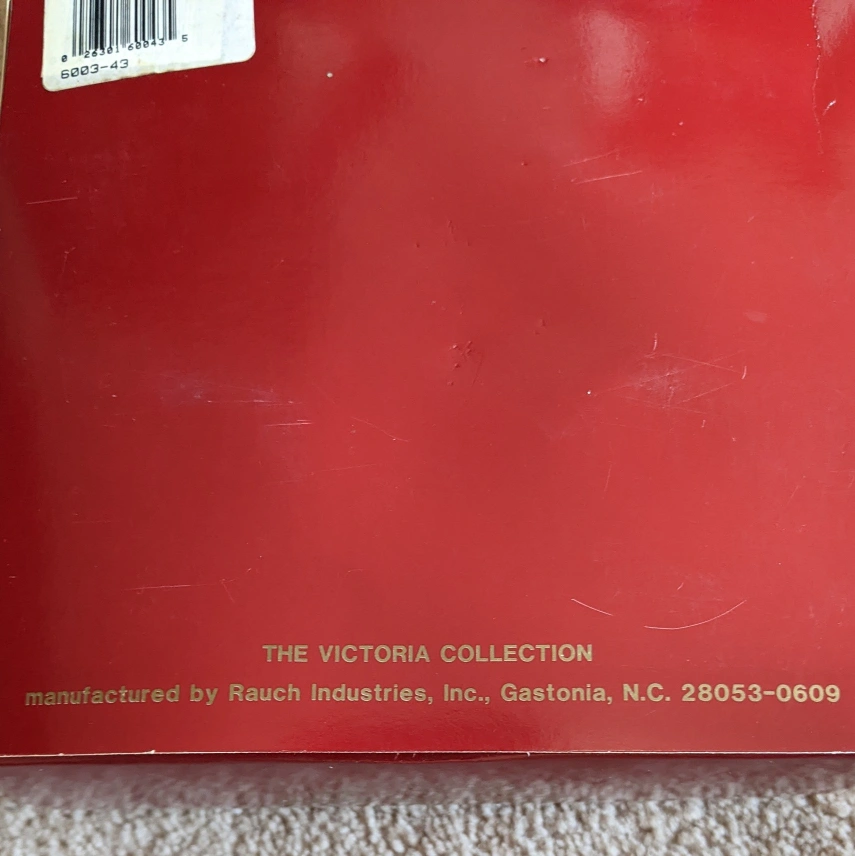 0 26301 60043 5
6003-43
THE VICTORIA COLLECTION
manufactured by Rauch Industries, Inc., Gastonia, N.C. 28053-0609